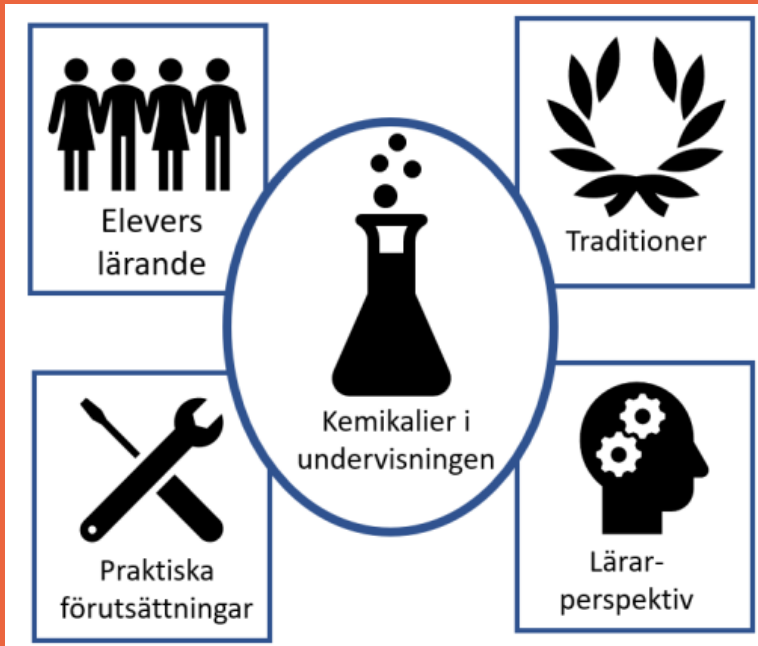 Elevers
lärande
Traditioner
Kemikalier i
undervisningen
Praktiska
förutsättningar
Lärar-
perspektiv